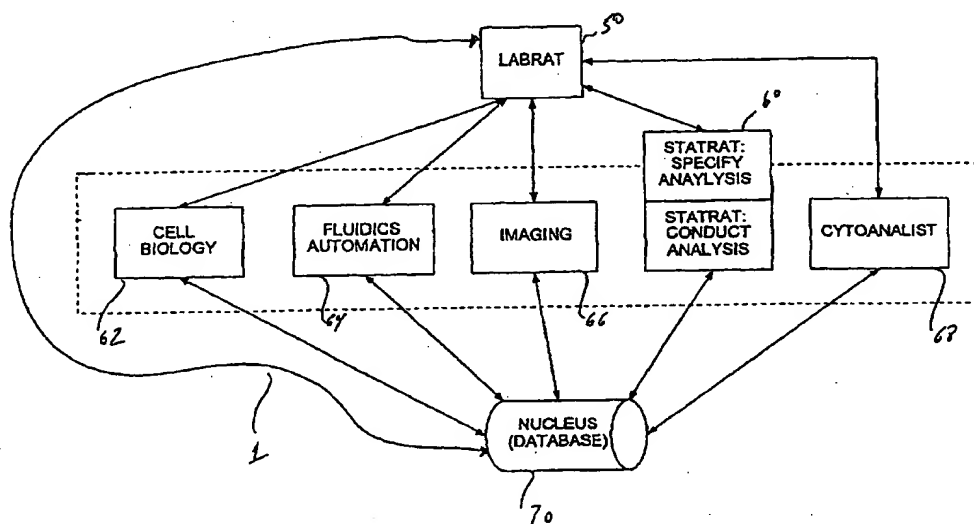 50
LABRAT
60
STATRAT:
SPECIFY
ANAYLYSIS
CELL
BIOLOGY
FLUIDICS
AUTOMATION
IMAGING
STATRAT:
CONDUCT
ANALYSIS
CYTOANALIST
62
64
66
68
1
NUCLEUS
(DATABASE)
70